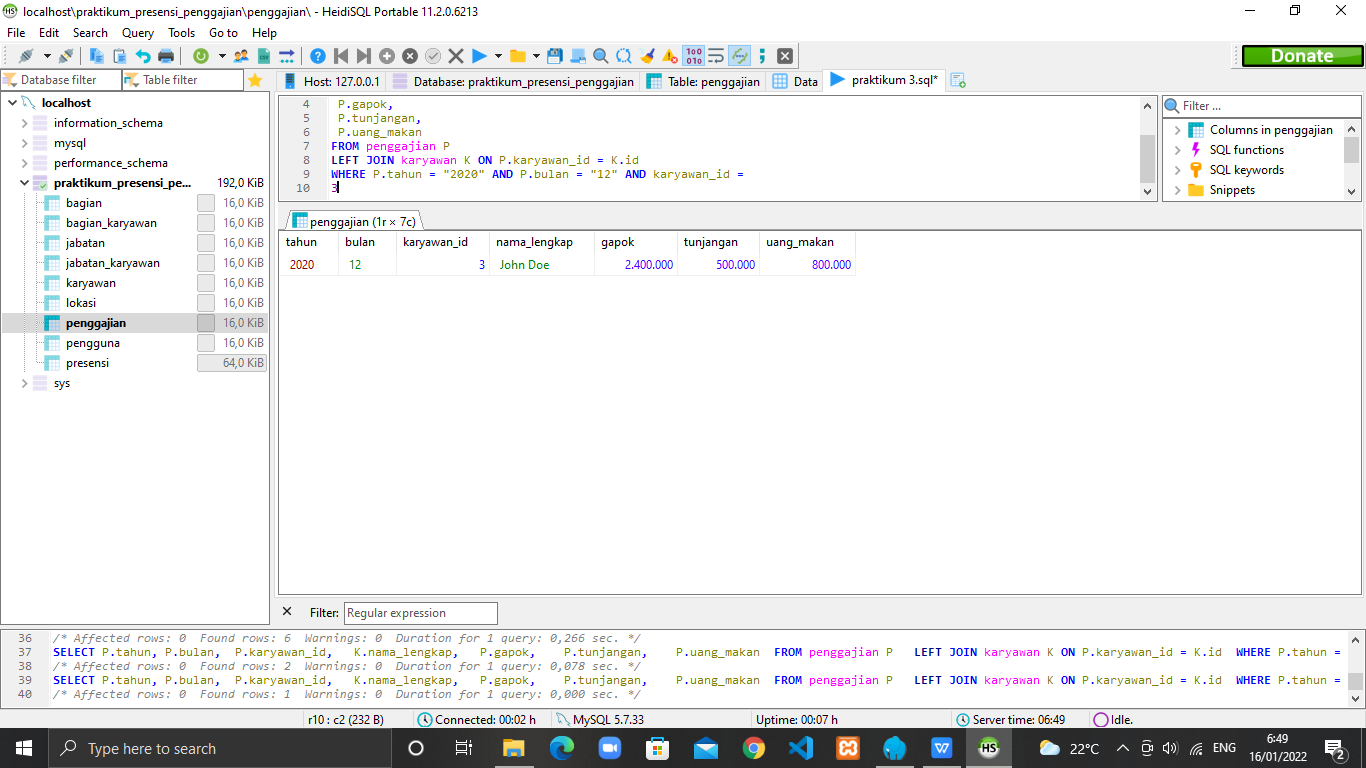 localhost\praktikum_presensi_penggajian\penggajian\ - HeidiSQL Portable 11.2.0.6213
File Edit Search Query Tools Go to Help
Donate
Database filter Table filter
Host: 127.0.0.1 Database: praktikum_presensi_penggajian Table: penggajian Data praktikum 3.sql*
localhost
information_schema
mysql
performance_schema
praktikum_presensi_pe... 192,0 KiB
bagian 16,0 KiB
bagian_karyawan 16,0 KiB
jabatan 16,0 KiB
jabatan_karyawan 16,0 KiB
karyawan 16,0 KiB
lokasi 16,0 KiB
penggajian 16,0 KiB
pengguna 16,0 KiB
presensi 64,0 KiB
sys
4 P.gapok,
5 P.tunjangan,
6 P.uang_makan
7 FROM penggajian P
8 LEFT JOIN karyawan K ON P.karyawan_id = K.id
9 WHERE P.tahun = "2020" AND P.bulan = "12" AND karyawan_id =
10 3
Filter ...
Columns in penggajian
SQL functions
SQL keywords
Snippets
penggajian (1r × 7c)
tahun bulan karyawan_id nama_lengkap gapok tunjangan uang_makan
2020 12 3 John Doe 2.400.000 500.000 800.000
Filter: Regular expression
36 /* Affected rows: 0 Found rows: 6 Warnings: 0 Duration for 1 query: 0,266 sec. */
37 SELECT P.tahun, P.bulan, P.karyawan_id, K.nama_lengkap, P.gapok, P.tunjangan, P.uang_makan FROM penggajian P LEFT JOIN karyawan K ON P.karyawan_id = K.id WHERE P.tahun =
38 /* Affected rows: 0 Found rows: 2 Warnings: 0 Duration for 1 query: 0,078 sec. */
39 SELECT P.tahun, P.bulan, P.karyawan_id, K.nama_lengkap, P.gapok, P.tunjangan, P.uang_makan FROM penggajian P LEFT JOIN karyawan K ON P.karyawan_id = K.id WHERE P.tahun =
40 /* Affected rows: 0 Found rows: 1 Warnings: 0 Duration for 1 query: 0,000 sec. */
r10 : c2 (232 B) Connected: 00:02 h MySQL 5.7.33 Uptime: 00:07 h Server time: 06:49 Idle.
Type here to search
HS
22°C
ENG
6:49
16/01/2022
2